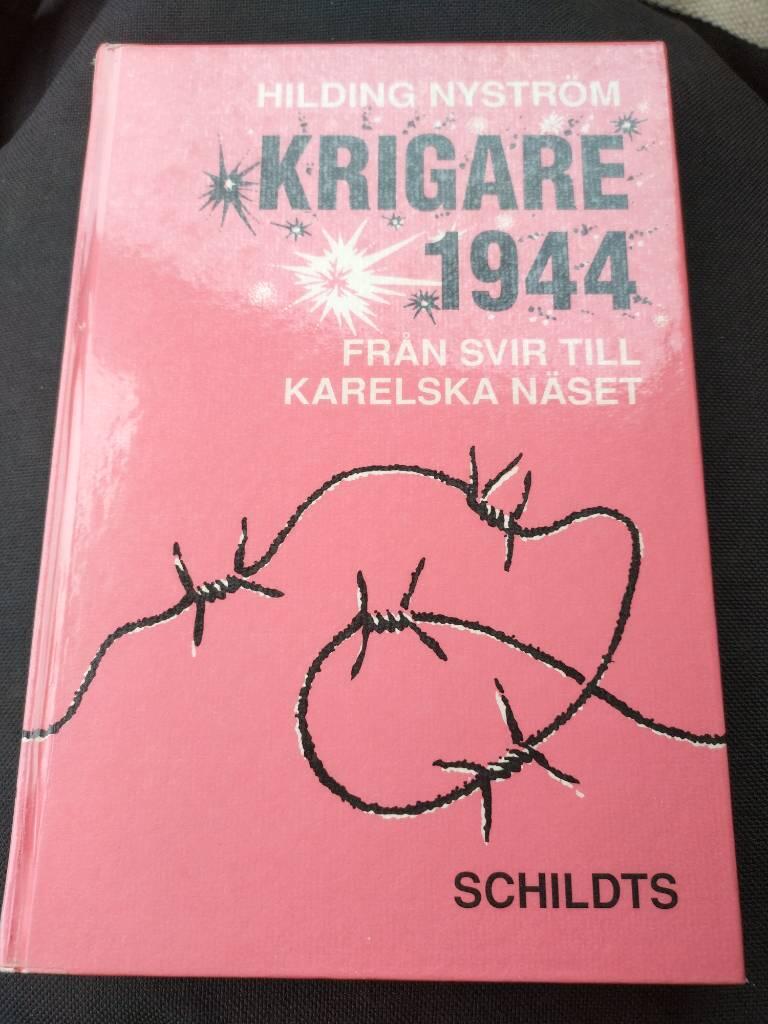 HILDING NYSTRÖM
KRIGARE
1944
FRÅN SVIR TILL
KARELSKA NÄSET
SCHILDTS